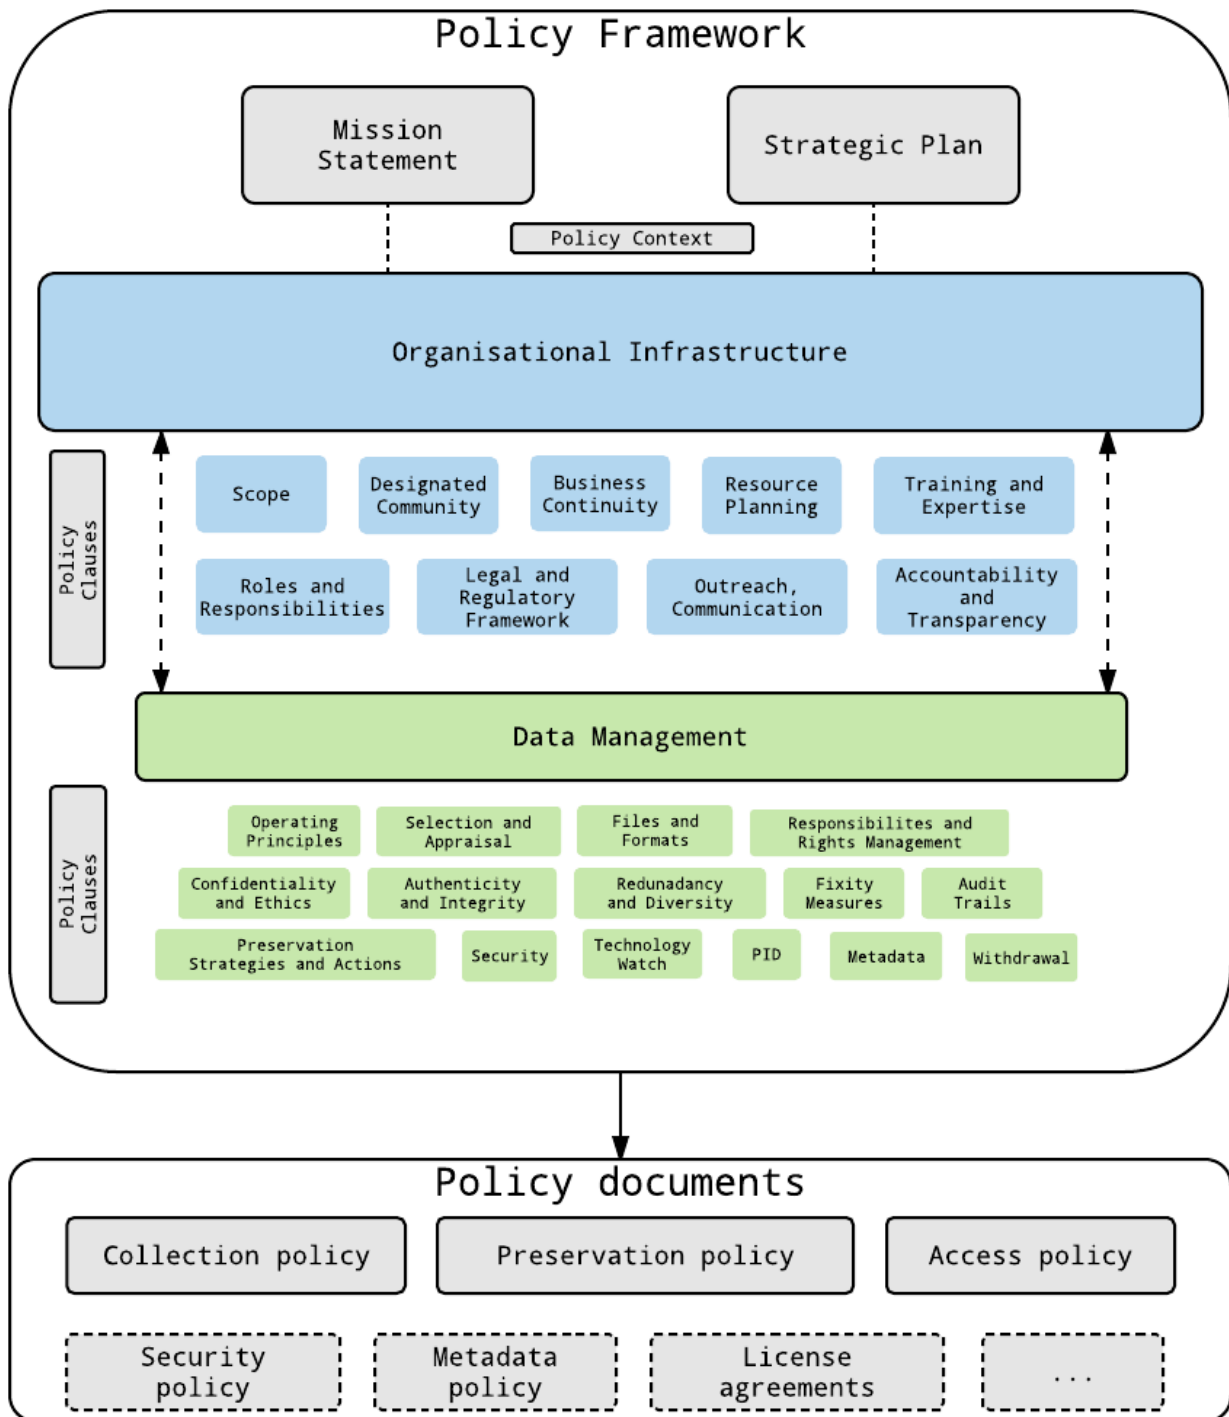 Policy Framework
Mission
Statement
Strategic Plan
Policy Context
Organisational Infrastructure
Policy
Clauses
Scope
Designated
Community
Business
Continuity
Resource
Planning
Training and
Expertise
Roles and
Responsibilities
Legal and
Regulatory
Framework
Outreach,
Communication
Accountability
and
Transparency
Data Management
Policy
Clauses
Operating
Principles
Selection and
Appraisal
Files and
Formats
Responsibilites and
Rights Management
Confidentiality
and Ethics
Authenticity
and Integrity
Redunadancy
and Diversity
Fixity
Measures
Audit
Trails
Preservation
Strategies and Actions
Security
Technology
Watch
PID
Metadata
Withdrawal
Policy documents
Collection policy
Preservation policy
Access policy
Security
policy
Metadata
policy
License
agreements
...